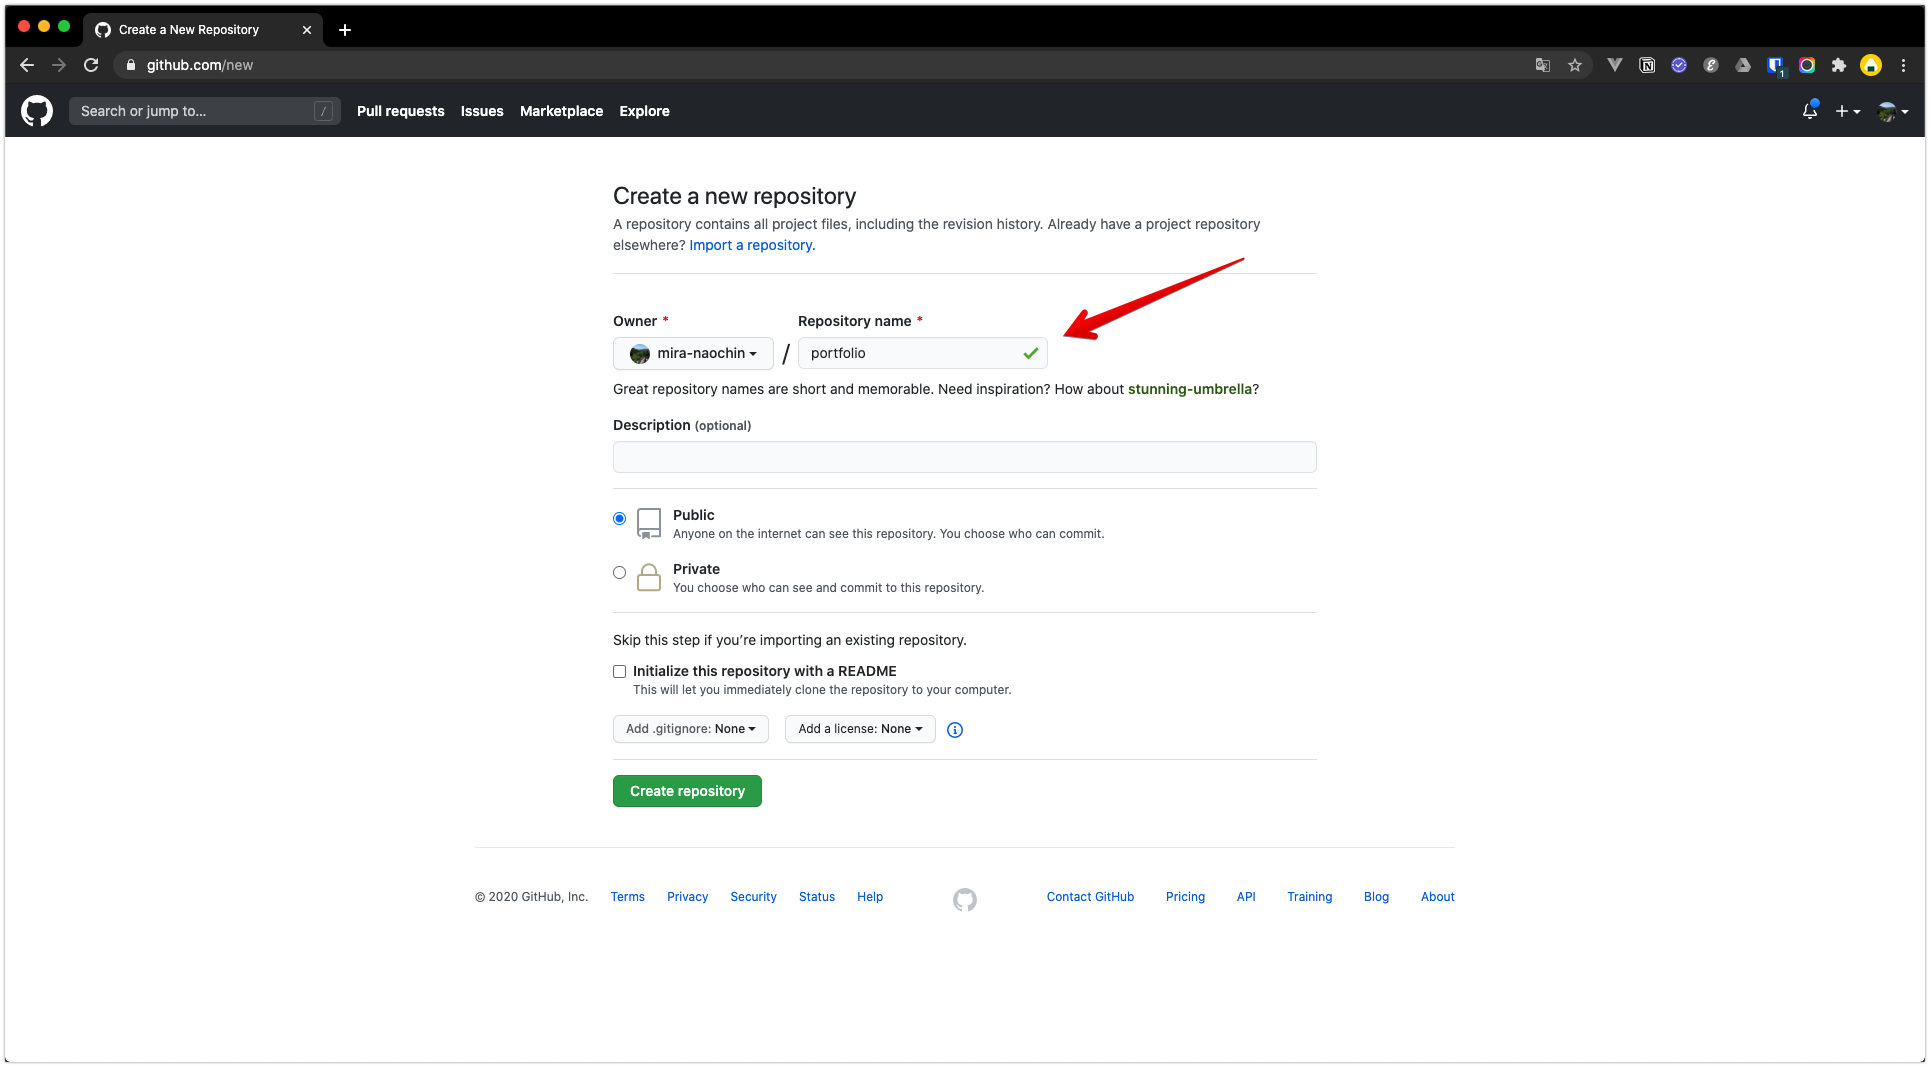 Create a New Repository
github.com/new
1
Search or jump to... /
Pull requests Issues Marketplace Explore
Create a new repository
A repository contains all project files, including the revision history. Already have a project repository
elsewhere? Import a repository.
Owner * Repository name *
mira-naochin / portfolio
Great repository names are short and memorable. Need inspiration? How about stunning-umbrella?
Description (optional)
Public
Anyone on the internet can see this repository. You choose who can commit.
Private
You choose who can see and commit to this repository.
Skip this step if you’re importing an existing repository.
Initialize this repository with a README
This will let you immediately clone the repository to your computer.
Add .gitignore: None Add a license: None
Create repository
© 2020 GitHub, Inc. Terms Privacy Security Status Help Contact GitHub Pricing API Training Blog About